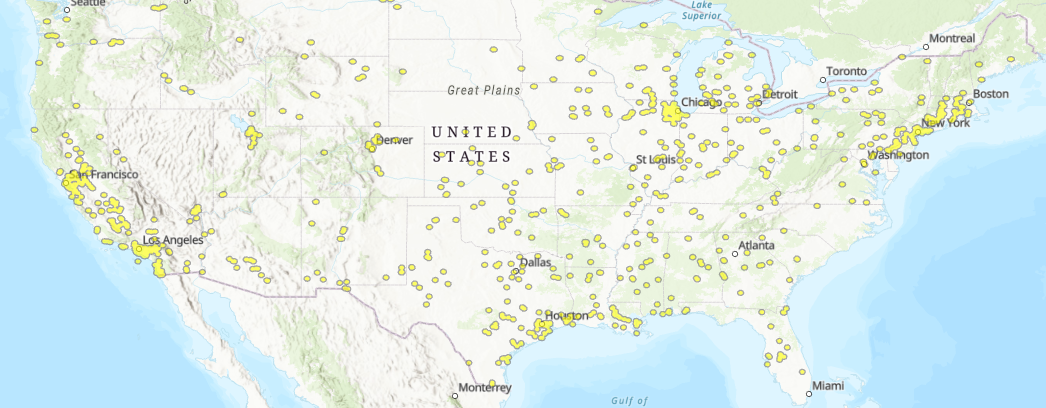 Seattle
Lake
Superior
Montreal
Toronto
Great Plains
Chicago
Detroit
Boston
New York
UNITED
STATES
Denver
St Louis
Washington
San Francisco
Los Angeles
Atlanta
Dallas
Houston
Monterrey
Miami
Gulf of